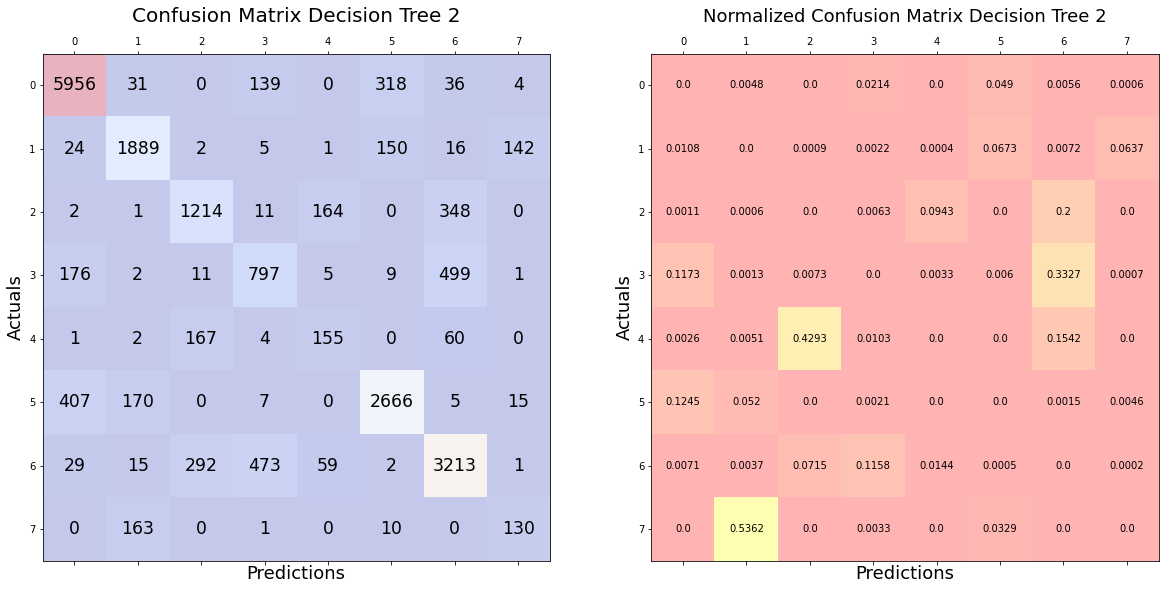 Confusion Matrix Decision Tree 2
0 1 2 3 4 5 6 7
0 5956 31 0 139 0 318 36 4
1 24 1889 2 5 1 150 16 142
2 2 1 1214 11 164 0 348 0
3 176 2 11 797 5 9 499 1
4 1 2 167 4 155 0 60 0
5 407 170 0 7 0 2666 5 15
6 29 15 292 473 59 2 3213 1
7 0 163 0 1 10 0 130
Actuals
Predictions
Normalized Confusion Matrix Decision Tree 2
0 1 2 3 4 5 6 7
0 0.0 0.0048 0.0 0.0214 0.0 0.049 0.0056 0.0006
1 0.0108 0.0 0.0009 0.0022 0.0004 0.0673 0.0072 0.0637
2 0.0011 0.0006 0.0 0.0063 0.0943 0.0 0.2 0.0
3 0.1173 0.0013 0.0073 0.0 0.0033 0.006 0.3327 0.0007
4 0.0026 0.0051 0.4293 0.0103 0.0 0.0 0.1542 0.0
5 0.1245 0.052 0.0 0.0021 0.0 0.0 0.0015 0.0046
6 0.0071 0.0037 0.0715 0.1158 0.0144 0.0005 0.0 0.0002
7 0.0 0.5362 0.0 0.0033 0.0 0.0329 0.0 0.0
Actuals
Predictions